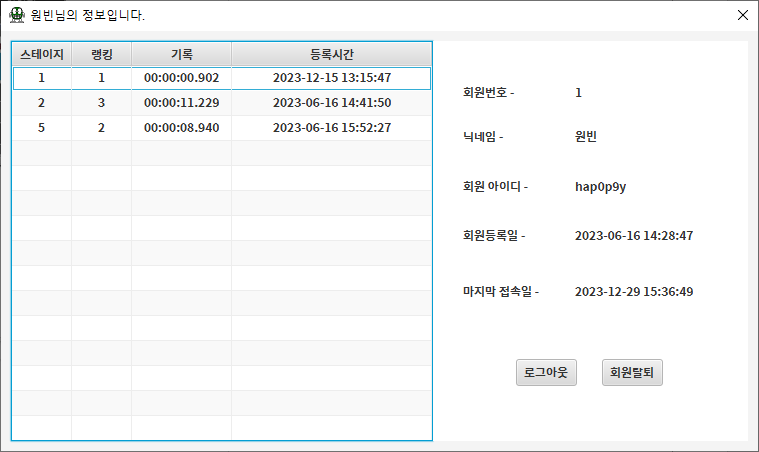 원빈님의 정보입니다.
스테이지 랭킹 기록 등록시간
1 1 00:00:00.902 2023-12-15 13:15:47
2 3 00:00:11.229 2023-06-16 14:41:50
5 2 00:00:08.940 2023-06-16 15:52:27
회원번호 - 1
닉네임 - 원빈
회원 아이디 - hap0p9y
회원등록일 - 2023-06-16 14:28:47
마지막 접속일 - 2023-12-29 15:36:49
로그아웃 회원탈퇴